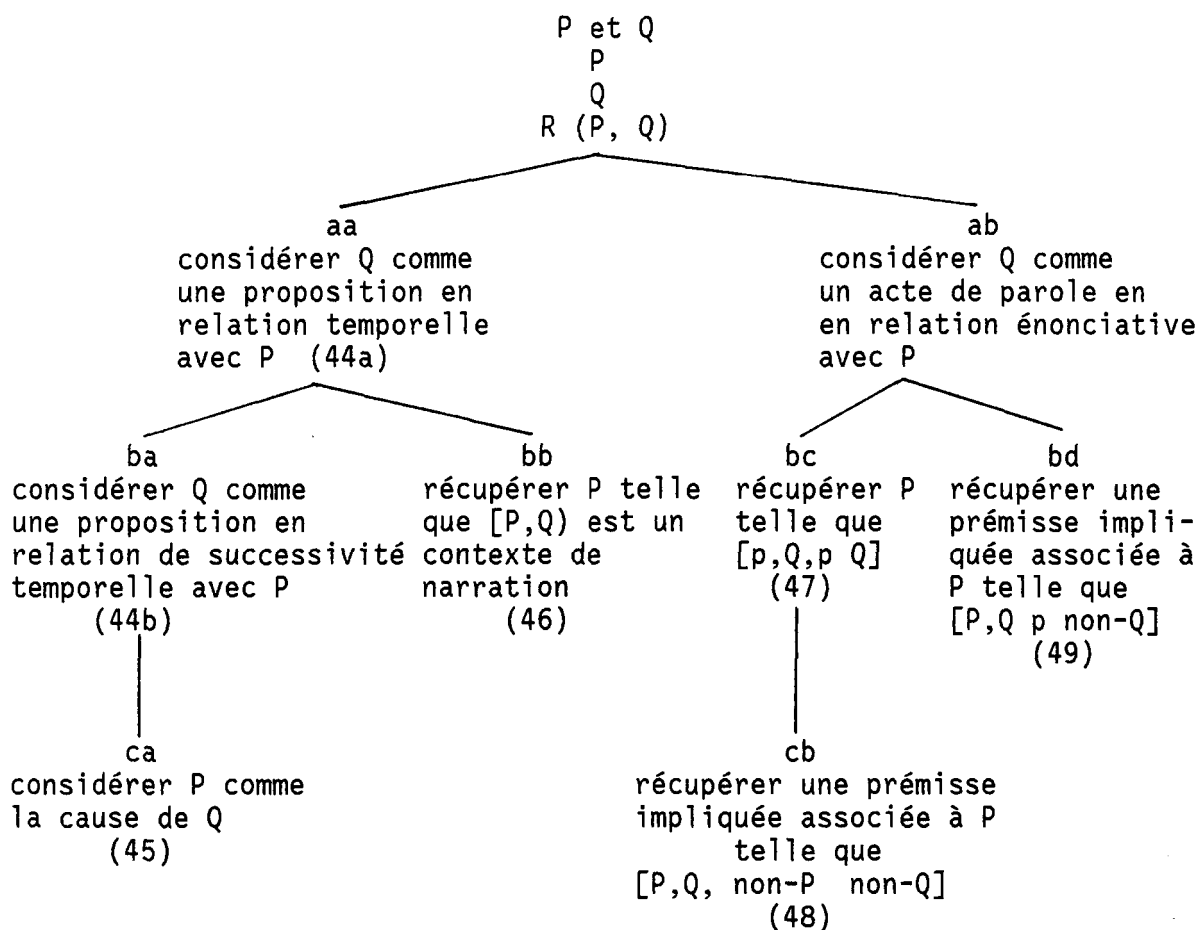 P et Q
P
Q
R (P, Q)
aa
considérer Q comme
une proposition en
relation temporelle
avec P (44a)
ab
considérer Q comme
un acte de parole en
en relation énonciative
avec P
ba
considérer Q comme
une proposition en
relation de successivité
temporelle avec P
(44b)
bb
récupérer P telle
que [P,Q) est un
contexte de
narration
(46)
bc
récupérer P
telle que
[p,Q,p Q]
(47)
bd
récupérer une
prémisse impli-
quée associée à
P telle que
[P,Q p non-Q]
(49)
ca
considérer P comme
la cause de Q
(45)
cb
récupérer une prémisse
impliquée associée à P
telle que
[P,Q, non-P non-Q]
(48)